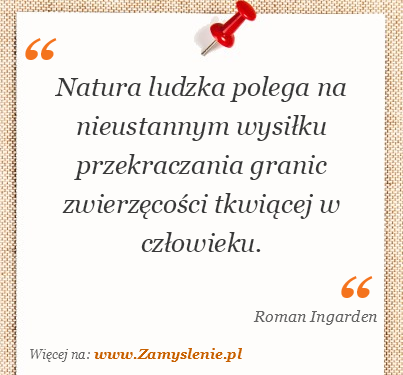 “
Natura ludzka polega na
nieustannym wysiłku
przekraczania granic
zwierzęcości tkwiącej w
człowieku.
“
Roman Ingarden
Więcej na: www.Zamyslenie.pl